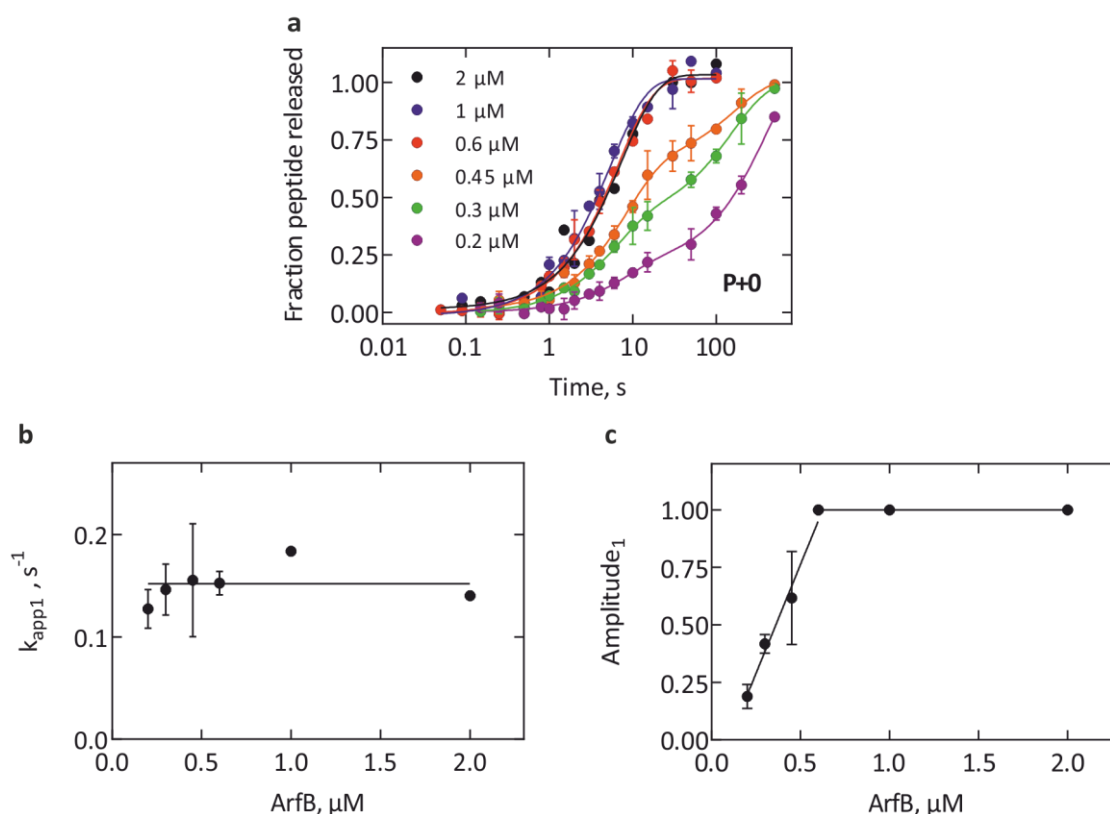 a
Fraction peptide released
1.00
0.75
0.50
0.25
0.00
2 µM
1 µM
0.6 µM
0.45 µM
0.3 µM
0.2 µM
P+0
0.01 0.1 1 10 100
Time, s
b
k app1 , s-1
0.2
0.1
0.0
0.0 0.5 1.0 1.5 2.0
ArfB, µM
c
Amplitude1
1.00
0.75
0.50
0.25
0.00
0.0 0.5 1.0 1.5 2.0
ArfB, µM